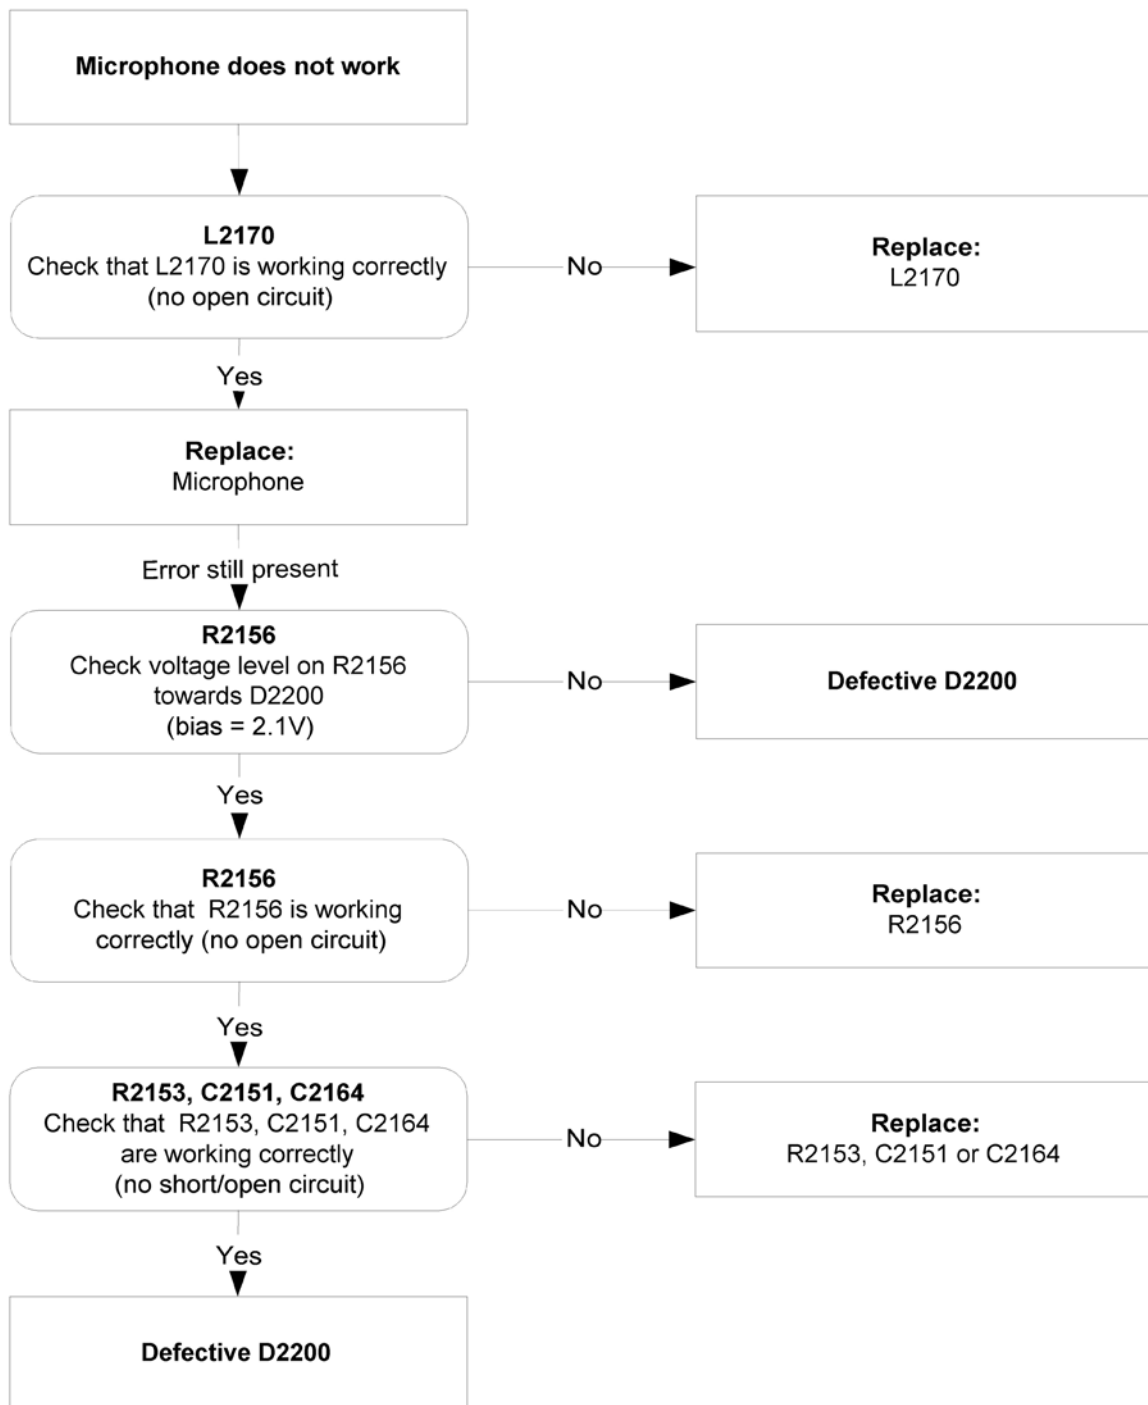 Microphone does not work
L2170
Check that L2170 is working correctly
(no open circuit)
No
Replace:
L2170
Yes
Replace:
Microphone
Error still present
R2156
Check voltage level on R2156
towards D2200
(bias = 2.1V)
No
Defective D2200
Yes
R2156
Check that R2156 is working
correctly (no open circuit)
No
Replace:
R2156
Yes
R2153, C2151, C2164
Check that R2153, C2151, C2164
are working correctly
(no short/open circuit)
No
Replace:
R2153, C2151 or C2164
Yes
Defective D2200